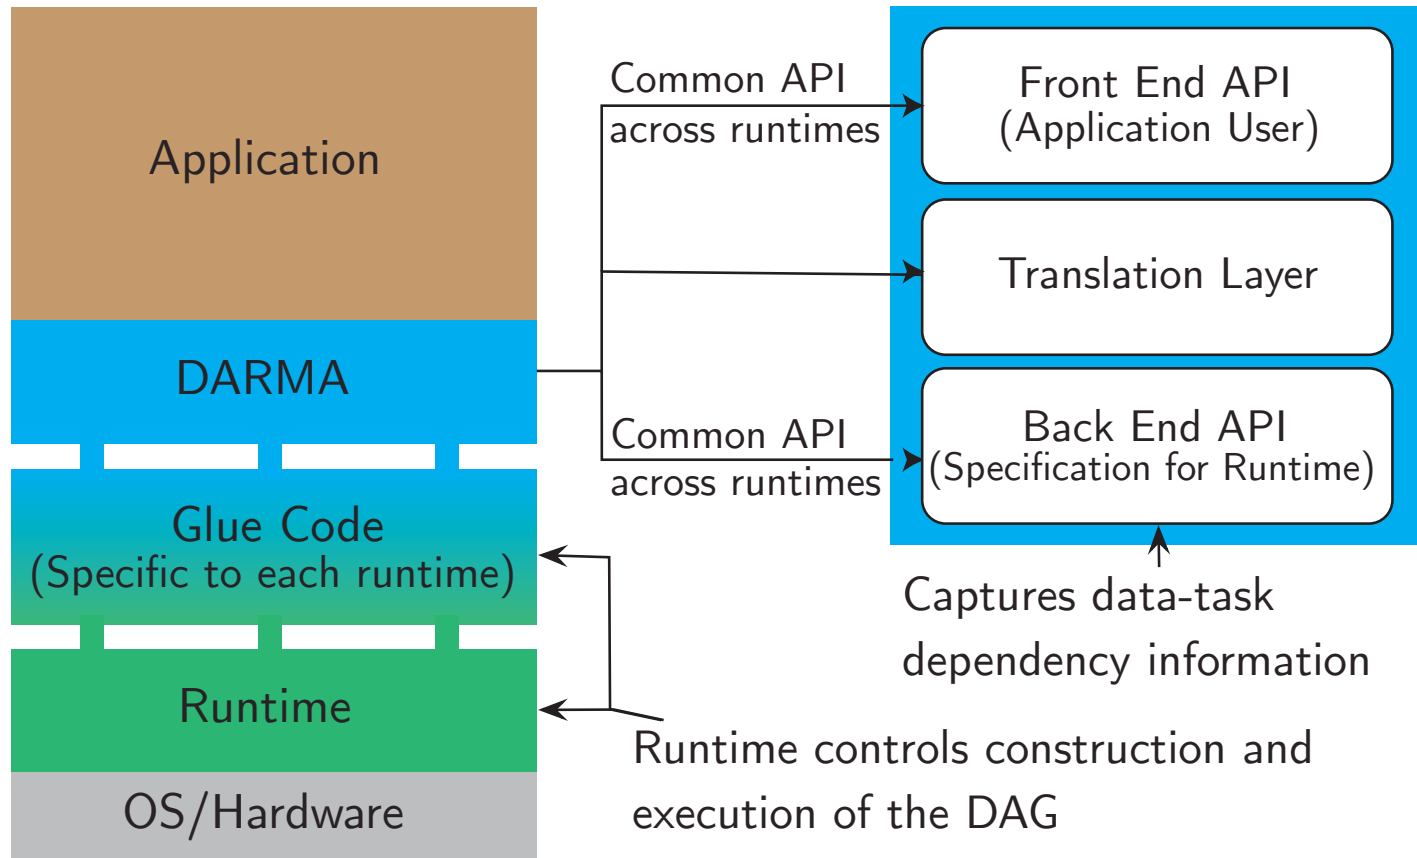 Application
DARMA
Glue Code
(Specific to each runtime)
Runtime
OS/Hardware
Common API
across runtimes
Common API
across runtimes
Front End API
(Application User)
Translation Layer
Back End API
(Specification for Runtime)
Captures data-task
dependency information
Runtime controls construction and
execution of the DAG